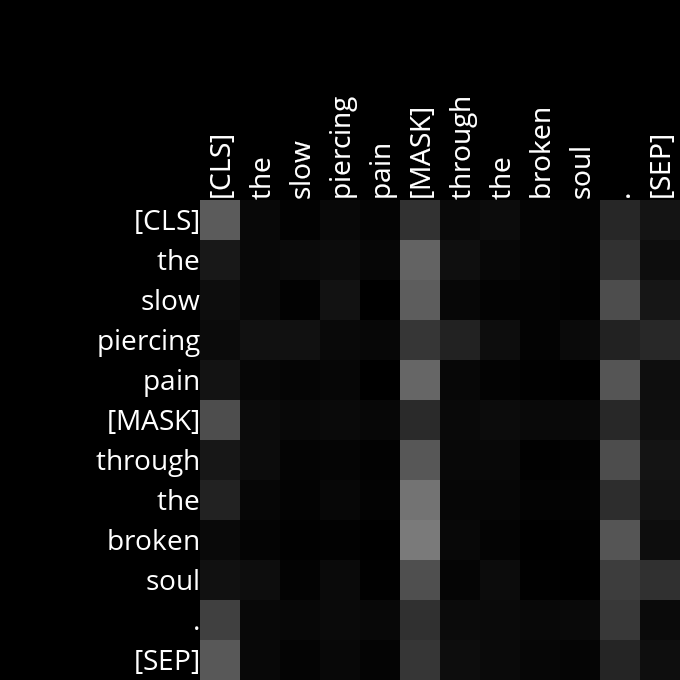 [CLS] the slow piercing pain [MASK] through the broken soul . [SEP]
[CLS]
the
slow
piercing
pain
[MASK]
through
the
broken
soul
.
[SEP]